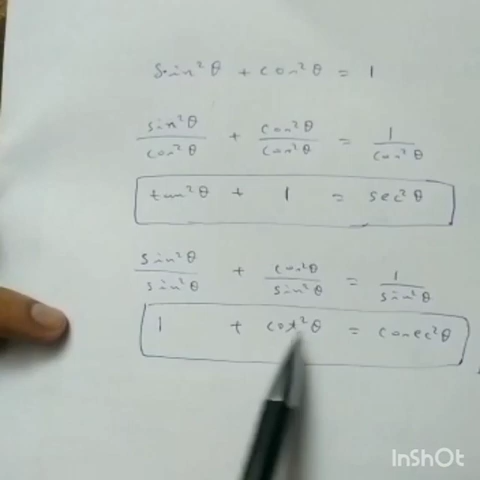 sin²θ + cos²θ = 1
sin²θ/cos²θ + cos²θ/cos²θ = 1/cos²θ
tan²θ + 1 = sec²θ
sin²θ/sin²θ + cos²θ/sin²θ = 1/sin²θ
1 + cot²θ = cosec²θ
InShOt